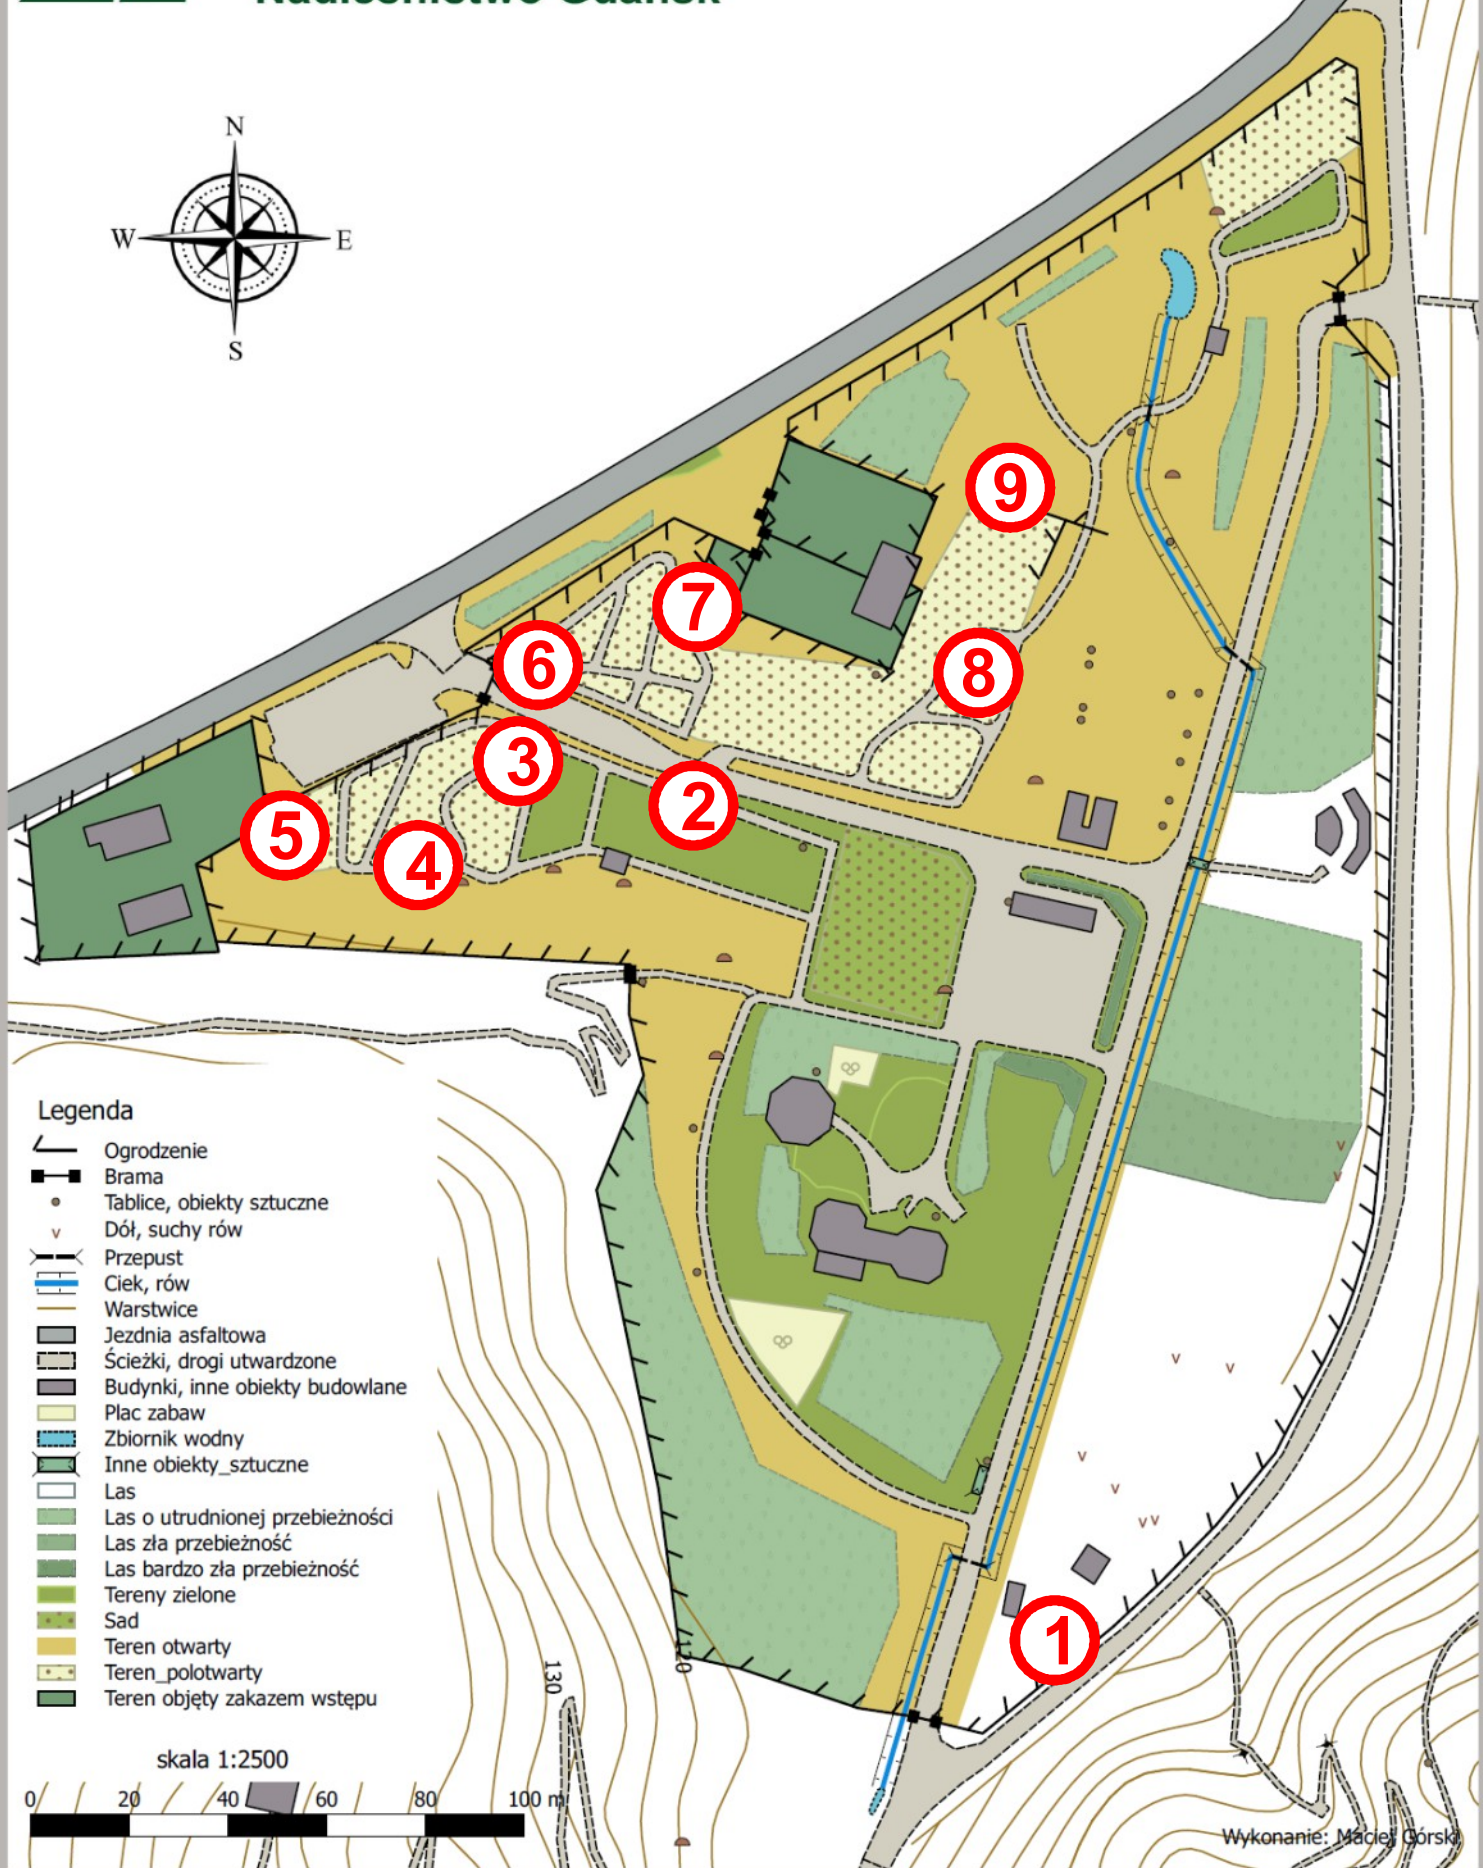 Nadleśnictwo Gdańsk
N
W E
S
9
7
6
8
3
2
5
4
Legenda
Ogrodzenie
Brama
Tablice, obiekty sztuczne
Dół, suchy rów
Przepust
Ciek, rów
Warstwice
Jezdnia asfaltowa
Ścieżki, drogi utwardzone
Budynki, inne obiekty budowlane
Plac zabaw
Zbiornik wodny
Inne obiekty_sztuczne
Las
Las o utrudnionej przebieżności
Las zła przebieżność
Las bardzo zła przebieżność
Tereny zielone
Sad
Teren otwarty
Teren_polotwarty
Teren objęty zakazem wstępu
1
130
120
skala 1:2500
0 20 40 60 80 100 m
Wykonanie: Maciej Górski